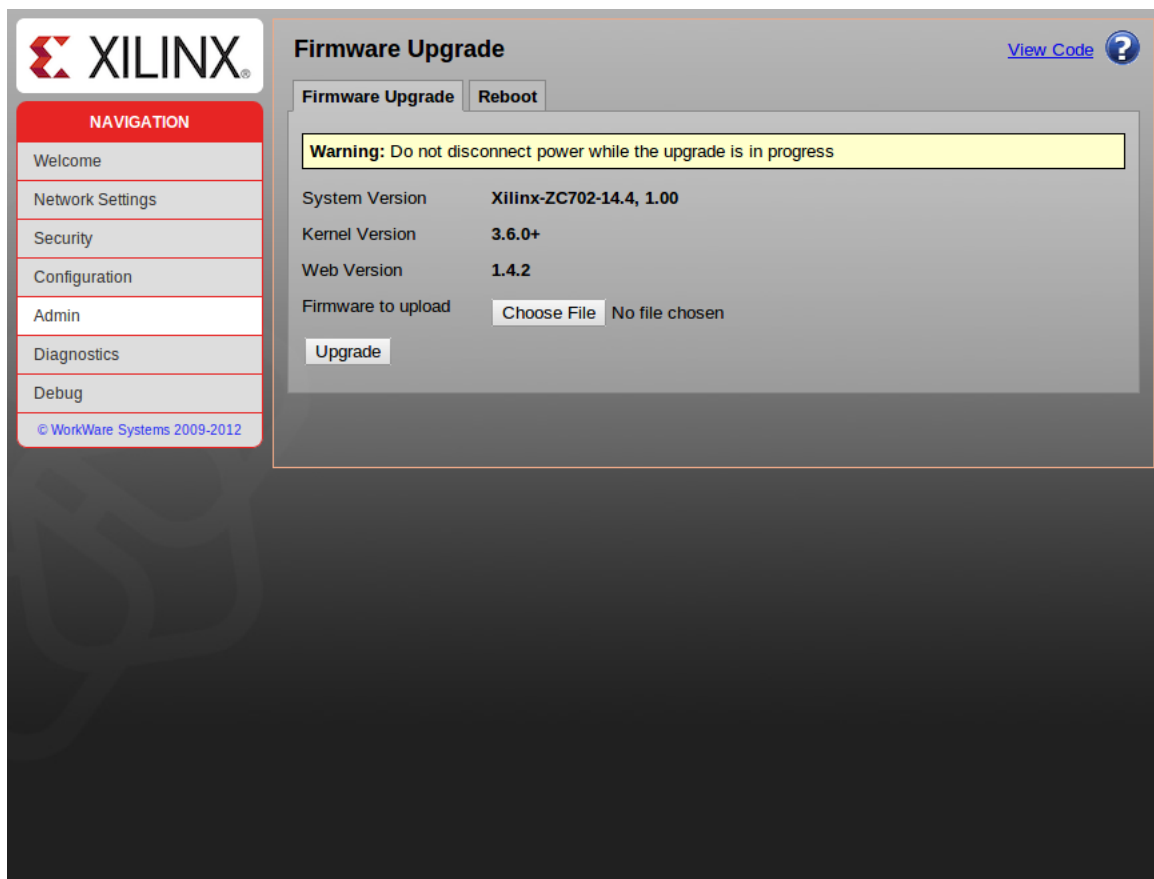 XILINX®
NAVIGATION
Welcome
Network Settings
Security
Configuration
Admin
Diagnostics
Debug
© WorkWare Systems 2009-2012
Firmware Upgrade
View Code ?
Firmware Upgrade Reboot
Warning: Do not disconnect power while the upgrade is in progress
System Version Xilinx-ZC702-14.4, 1.00
Kernel Version 3.6.0+
Web Version 1.4.2
Firmware to upload Choose File No file chosen
Upgrade